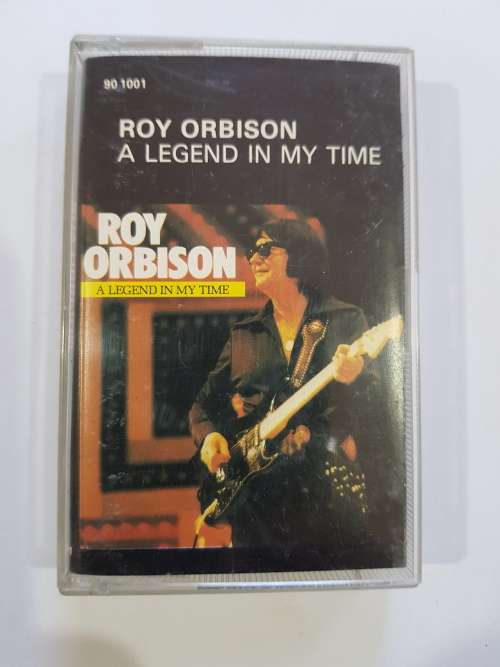 90 1001
ROY ORBISON
A LEGEND IN MY TIME
ROY
ORBISON
A LEGEND IN MY TIME